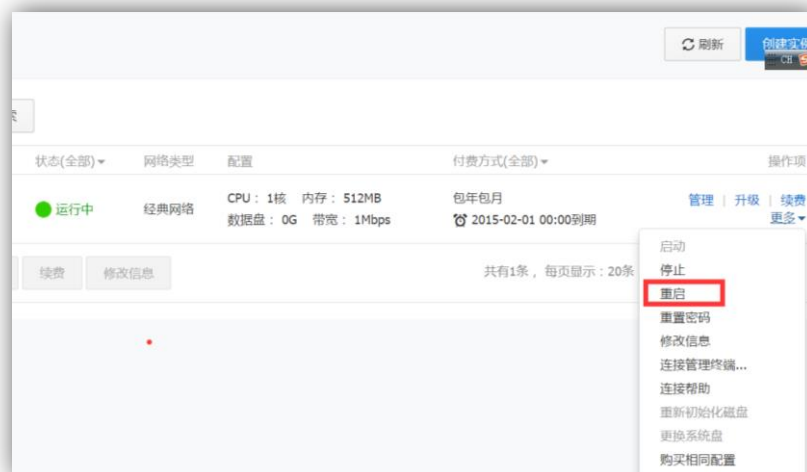 刷新
创建实例
CH
索
状态(全部)
网络类型
配置
付费方式(全部)
操作项
运行中
经典网络
CPU： 1核 内存： 512MB
数据盘： 0G 带宽： 1Mbps
包年包月
2015-02-01 00:00到期
管理 | 升级 | 续费
更多
续费
修改信息
共有1条， 每页显示：20条
启动
停止
重启
重置密码
修改信息
连接管理终端...
连接帮助
重新初始化磁盘
更换系统盘
购买相同配置